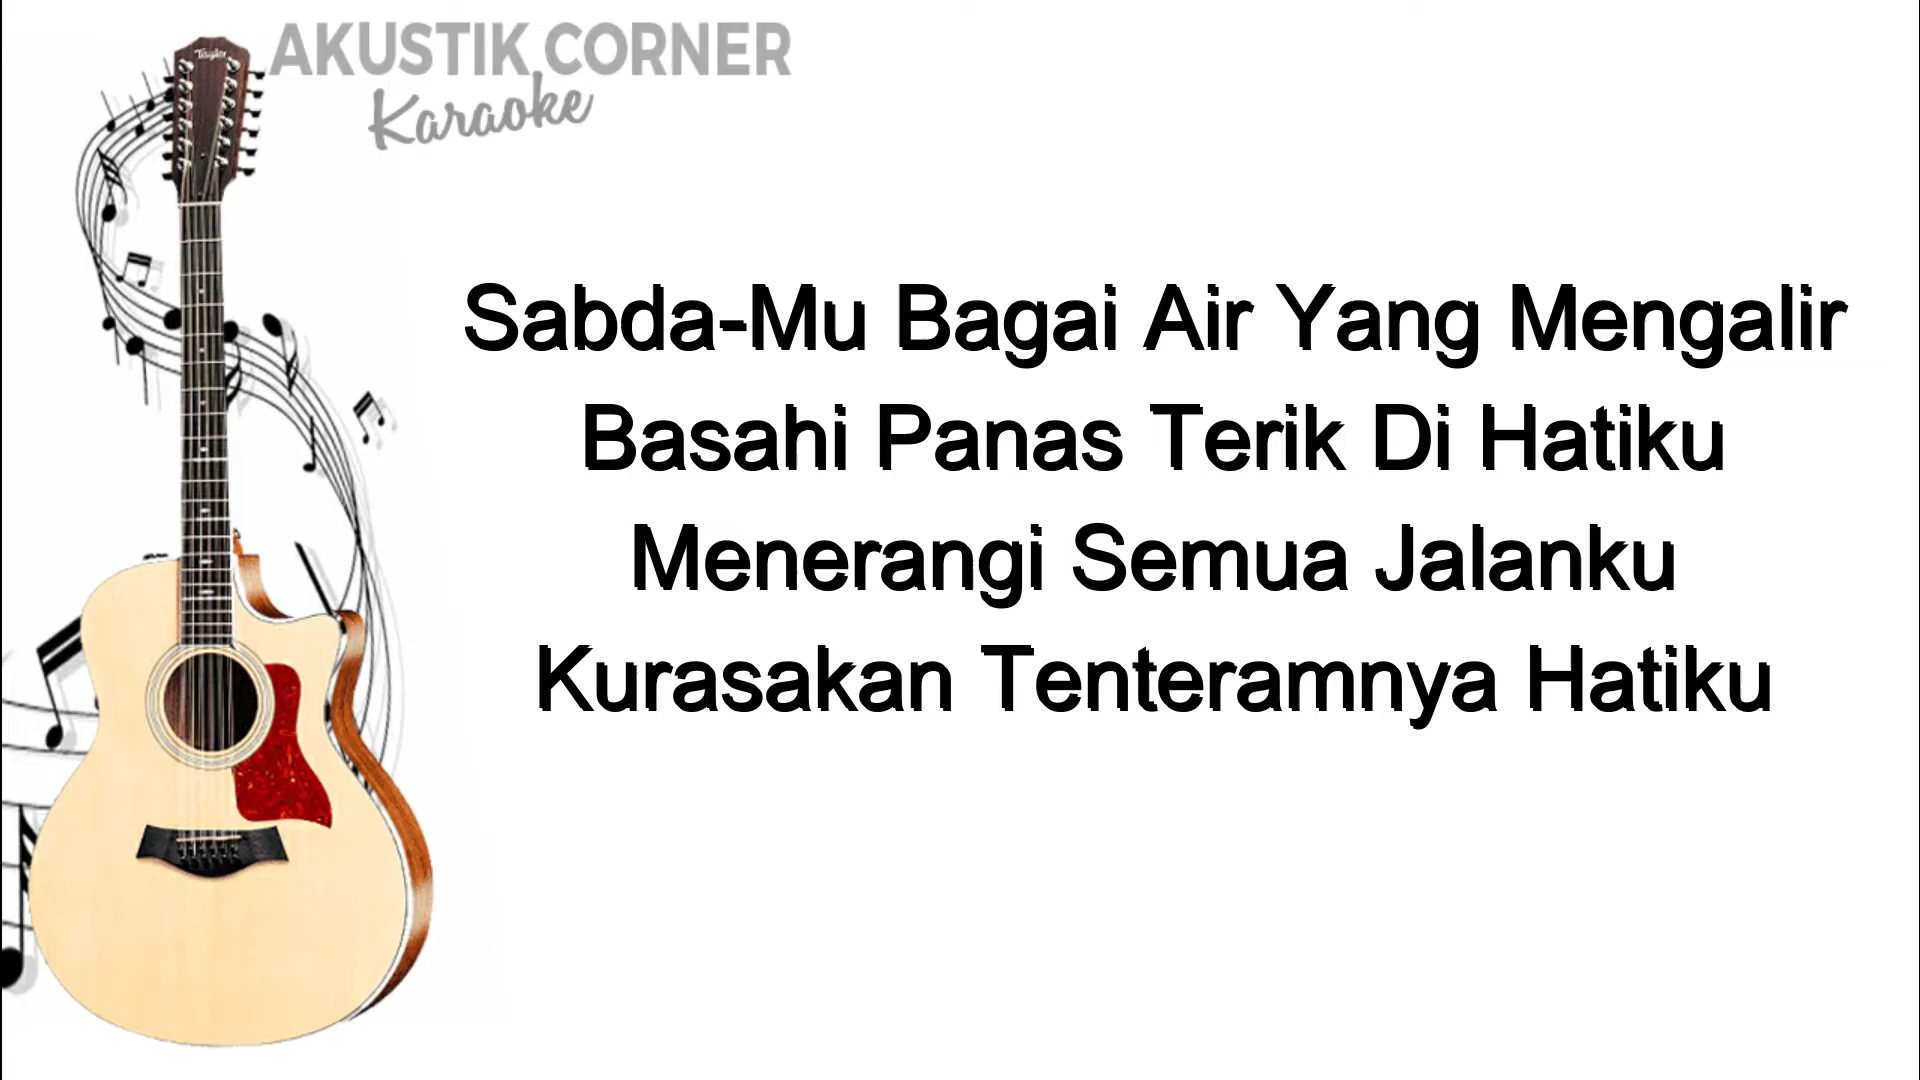 Taylor
AKUSTIK CORNER
Karaoke
Sabda-Mu Bagai Air Yang Mengalir
Basahi Panas Terik Di Hatiku
Menerangi Semua Jalanku
Kurasakan Tenteramnya Hatiku